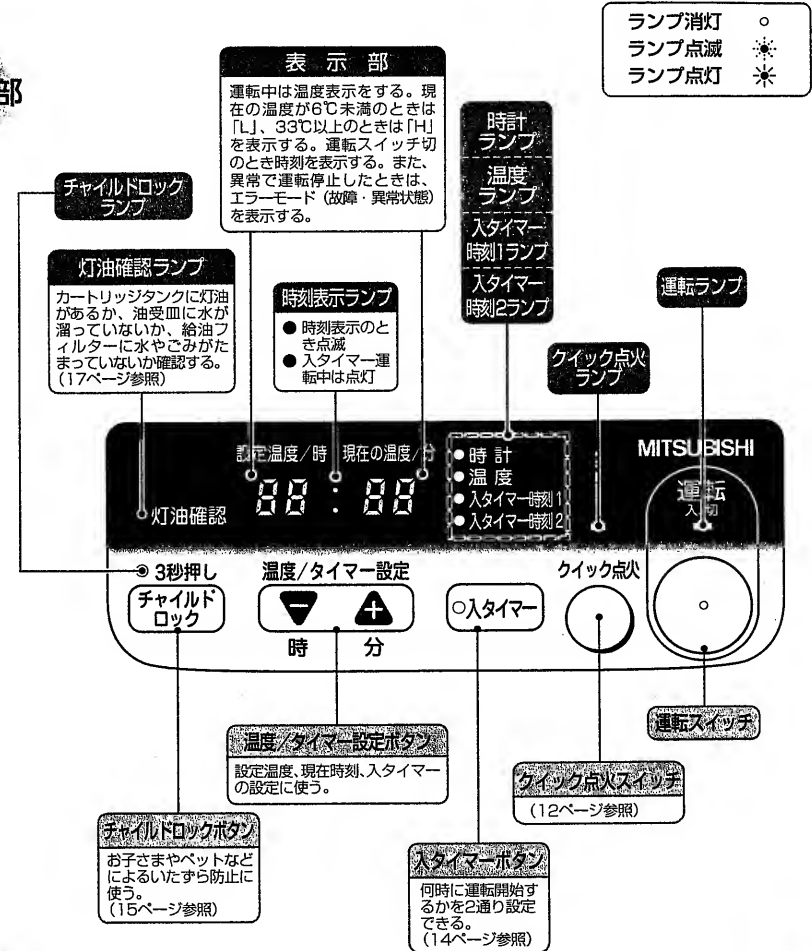 ランプ消灯
ランプ点滅
ランプ点灯
部
表示部
運転中は温度表示をする。現
在の温度が6℃未満のときは
「L」、33℃以上のときは「H」
を表示する。運転スイッチ切
のとき時刻を表示する。また、
異常で運転停止したときは、
エラーモード(故障・異常状態)
を表示する。
時計
ランプ
温度
ランプ
入タイマー
時刻1ランプ
入タイマー
時刻2ランプ
チャイルドロック
ランプ
灯油確認ランプ
カートリッジタンクに灯油
があるか、油受皿に水が
溜っていないか、給油フ
ィルターに水やごみがた
まっていないか確認する。
(17ページ参照)
時刻表示ランプ
● 時刻表示のと
き点滅
● 入タイマー運
転中は点灯
運転ランプ
クイック点火
ランプ
設定温度/時 現在の温度/分
88:88
灯油確認
時計
温度
入タイマー時刻1
入タイマー時刻2
MITSUBISHI
運転
入/切
3秒押し
チャイルド
ロック
温度/タイマー設定
時 分
入タイマー
クイック点火
温度/タイマー設定ボタン
設定温度、現在時刻、入タイマー
の設定に使う。
運転スイッチ
クイック点火スイッチ
(12ページ参照)
チャイルドロックボタン
お子さまやペットなど
によるいたずら防止に
使う。
(15ページ参照)
入タイマーボタン
何時に運転開始す
るかを2通り設定
できる。
(14ページ参照)